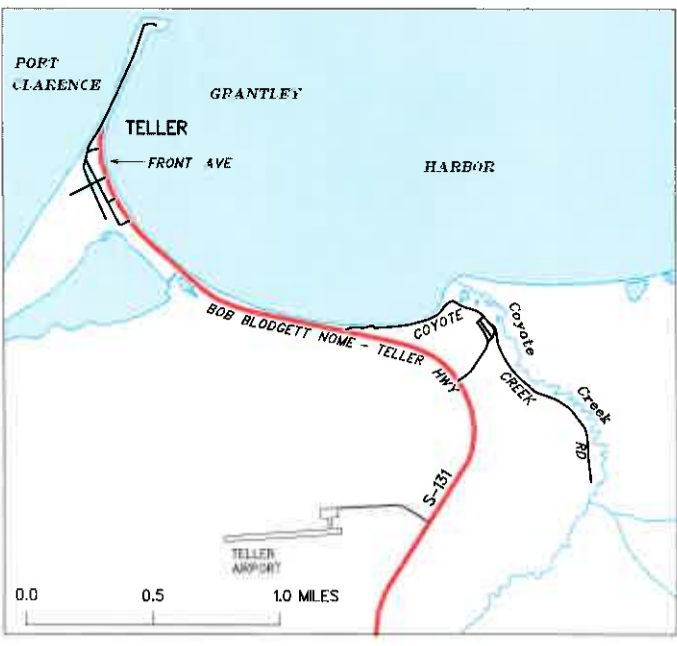 PORT
CLARENCE
GRANTLEY
TELLER
FRONT AVE
HARBOR
BOB BLODGETT NOME - TELLER HWY
COYOTE CREEK RD
Coyote Creek
S-131
TELLER
AIRPORT
0.0 0.5 1.0 MILES